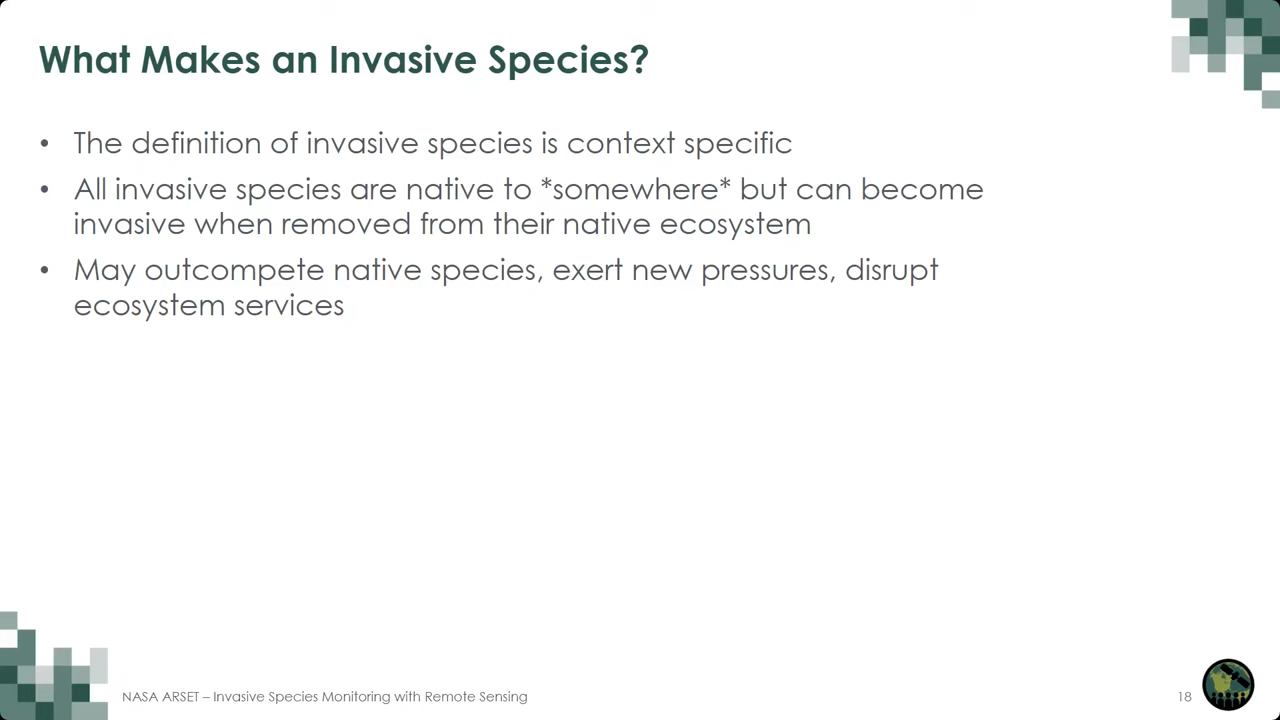 What Makes an Invasive Species?
• The definition of invasive species is context specific
• All invasive species are native to *somewhere* but can become
invasive when removed from their native ecosystem
• May outcompete native species, exert new pressures, disrupt
ecosystem services
NASA ARSET – Invasive Species Monitoring with Remote Sensing
18